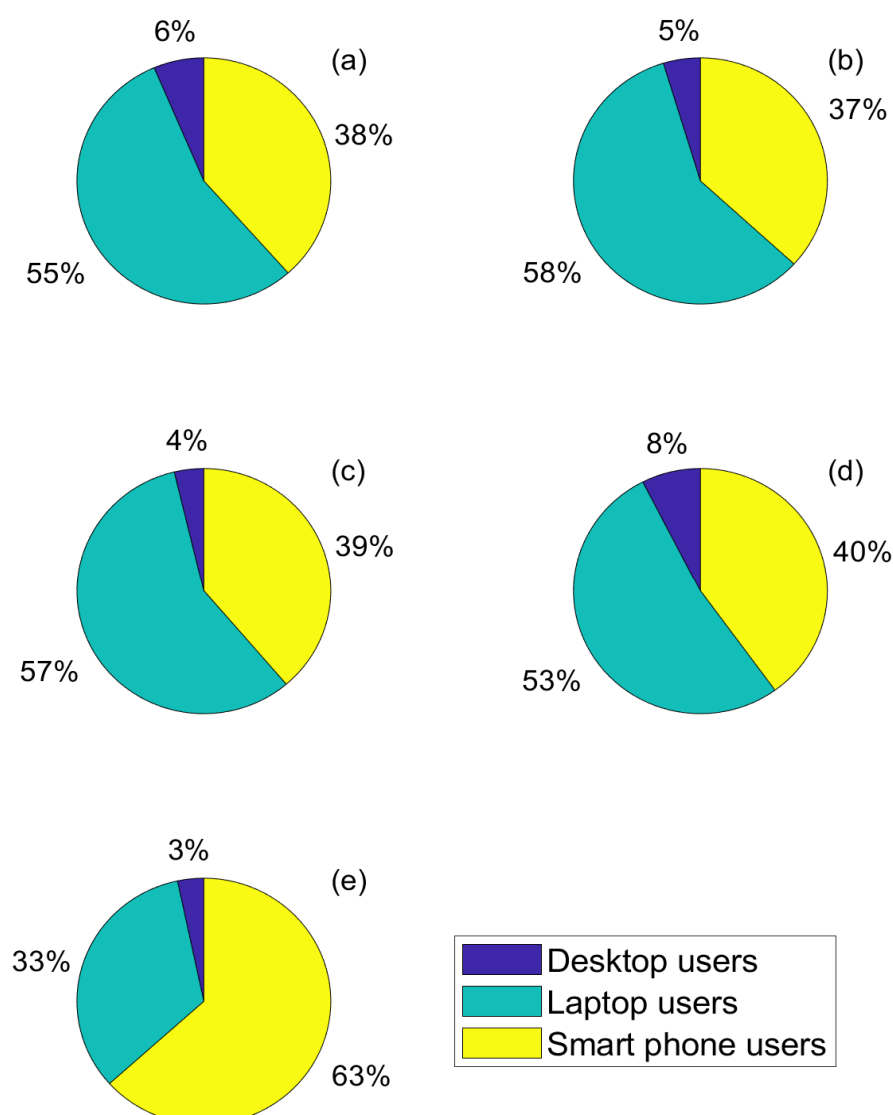 6%
(a)
38%
55%
5%
(b)
37%
58%
4%
(c)
39%
57%
8%
(d)
40%
53%
3%
(e)
33%
63%
Desktop users
Laptop users
Smart phone users